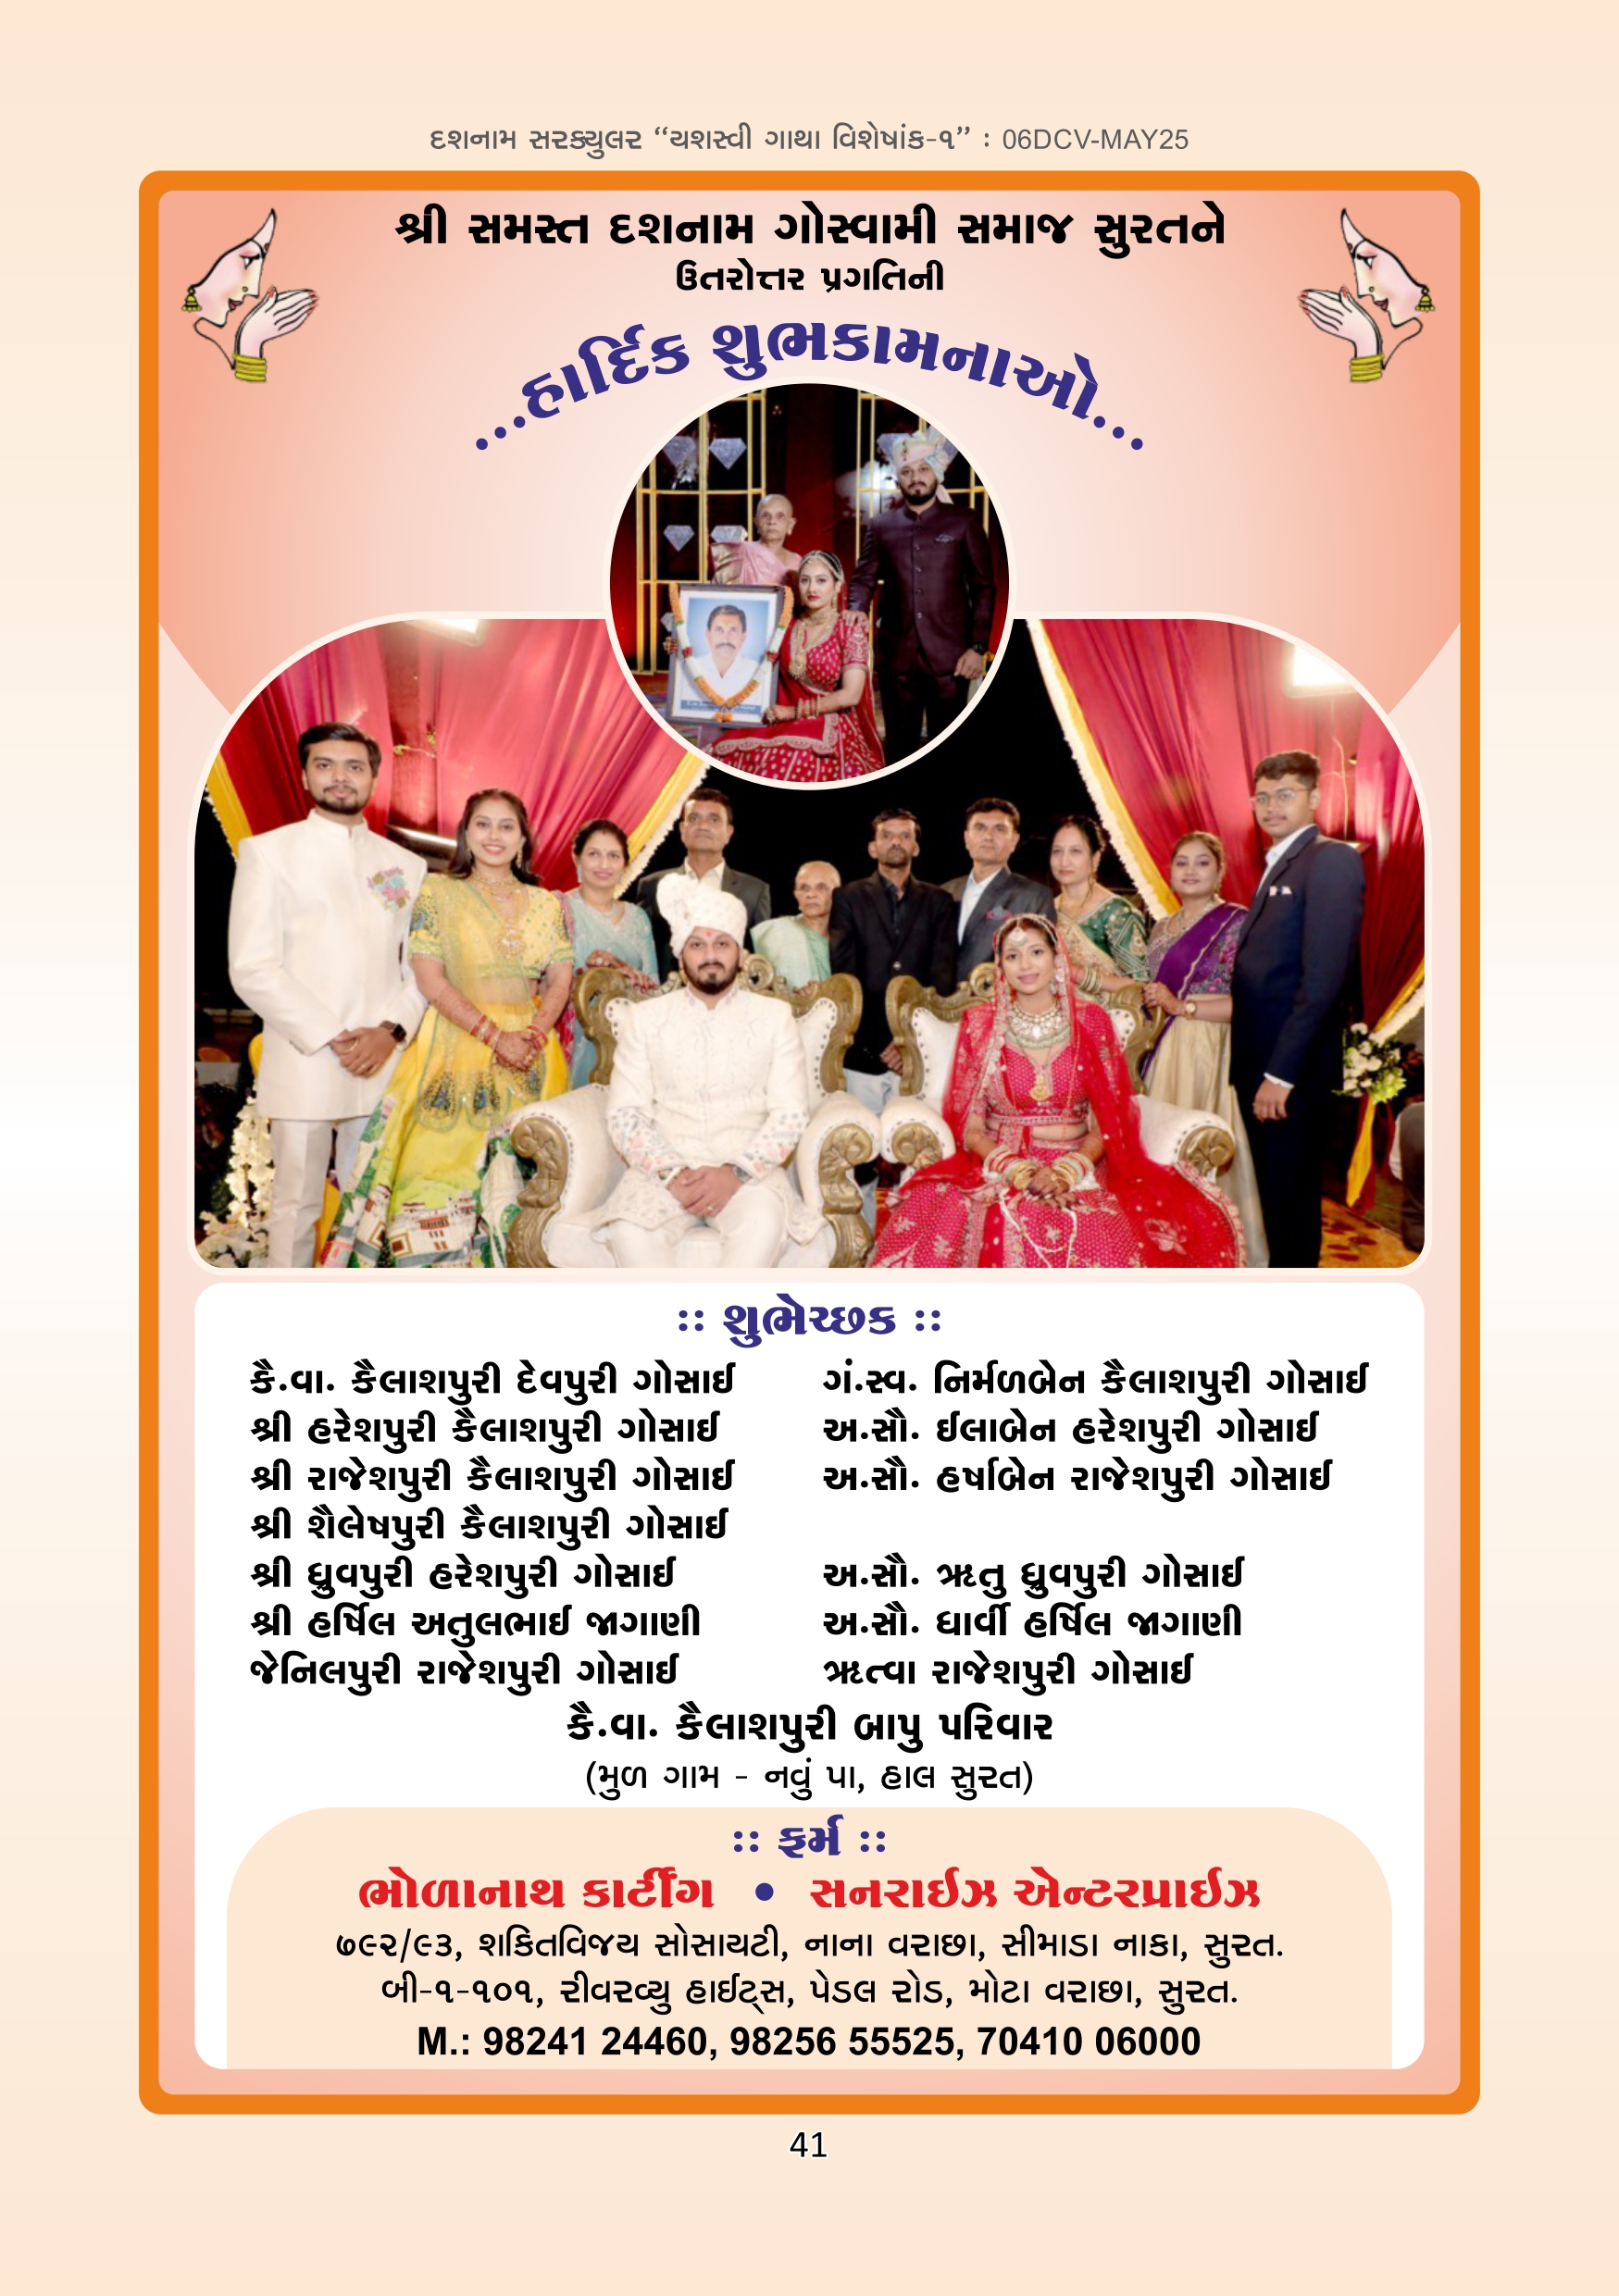 દશનામ સરક્યુલર “યશસ્વી ગાથા વિશેષાંક-૧” : 06DCV-MAY25
શ્રી સમસ્ત દશનામ ગોસ્વામી સમાજ સુરતને
ઉતરોત્તર પ્રગતિની
...હાર્દિક શુભકામનાઓ...
:: શુભેચ્છક ::
કૈ.વા. કૈલાશપુરી દેવપુરી ગોસાઈ ગં.સ્વ. નિર્મળબેન કૈલાશપુરી ગોસાઈ
શ્રી હરેશપુરી કૈલાશપુરી ગોસાઈ અ.સૌ. ઈલાબેન હરેશપુરી ગોસાઈ
શ્રી રાજેશપુરી કૈલાશપુરી ગોસાઈ અ.સૌ. હર્ષાબેન રાજેશપુરી ગોસાઈ
શ્રી શૈલેષપુરી કૈલાશપુરી ગોસાઈ
શ્રી ધ્રુવપુરી હરેશપુરી ગોસાઈ અ.સૌ. ઋતુ ધ્રુવપુરી ગોસાઈ
શ્રી હર્ષિલ અતુલભાઈ જાગાણી અ.સૌ. ધાર્વી હર્ષિલ જાગાણી
જેનિલપુરી રાજેશપુરી ગોસાઈ ઋત્વા રાજેશપુરી ગોસાઈ
કૈ.વા. કૈલાશપુરી બાપુ પરિવાર
(મુળ ગામ - નવું પા, હાલ સુરત)
:: ફર્મ ::
ભોળાનાથ કાર્ટીંગ • સનરાઈઝ એન્ટરપ્રાઈઝ
૭૯૨/૯૩, શકિતવિજય સોસાયટી, નાના વરાછા, સીમાડા નાકા, સુરત.
બી-૧-૧૦૧, રીવરવ્યુ હાઈટ્સ, પેડલ રોડ, મોટા વરાછા, સુરત.
M.: 98241 24460, 98256 55525, 70410 06000
41